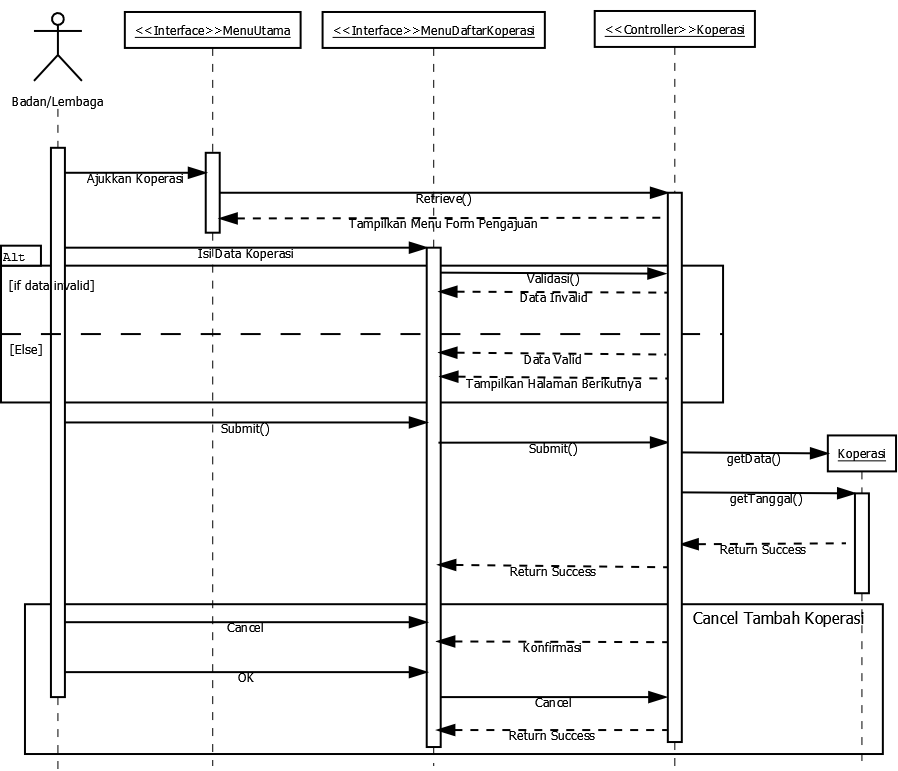 <<Interface>>MenuUtama
<<Interface>>MenuDaftarKoperasi
<<Controller>>Koperasi
Badan/Lembaga
Ajukkan Koperasi
Retrieve()
Tampilkan Menu Form Pengajuan
Isi Data Koperasi
Alt
Validasi()
[if data invalid]
Data Invalid
[Else]
Data Valid
Tampilkan Halaman Berikutnya
Submit()
Submit()
Koperasi
getData()
getTanggal()
Return Success
Return Success
Cancel Tambah Koperasi
Cancel
Konfirmasi
OK
Cancel
Return Success